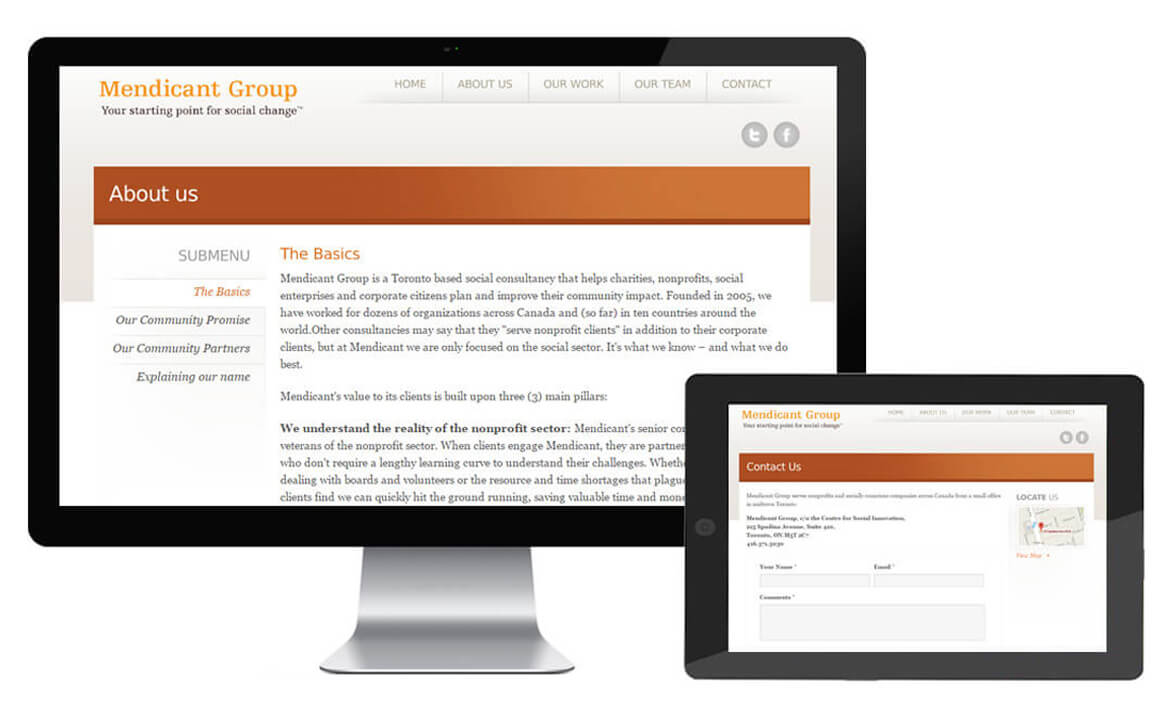 Mendicant Group
Your starting point for social change™
HOME ABOUT US OUR WORK OUR TEAM CONTACT
About us
SUBMENU
The Basics
Our Community Promise
Our Community Partners
Explaining our name
The Basics
Mendicant Group is a Toronto based social consultancy that helps charities, nonprofits, social
enterprises and corporate citizens plan and improve their community impact. Founded in 2005, we
have worked for dozens of organizations across Canada and (so far) in ten countries around the
world.Other consultancies may say that they "serve nonprofit clients" in addition to their corporate
clients, but at Mendicant we are only focused on the social sector. It's what we know – and what we do
best.
Mendicant's value to its clients is built upon three (3) main pillars:
We understand the reality of the nonprofit sector: Mendicant's senior
veterans of the nonprofit sector. When clients engage Mendicant, they are
who don't require a lengthy learning curve to understand their challenges.
dealing with boards and volunteers or the resource and time shortages that
clients find we can quickly hit the ground running, saving valuable time and
Mendicant Group
Your starting point for social change™
HOME ABOUT US OUR WORK OUR TEAM CONTACT
Contact Us
Mendicant Group serves nonprofits and socially conscious companies across Canada from a small office
in midtown Toronto.
Mendicant Group, c/o the Centre for Social Innovation,
215 Spadina Avenue, Suite 400,
Toronto, ON M5T 2C7
416.371.3030
Your Name *
Email *
Comments *
LOCATE US
View Map